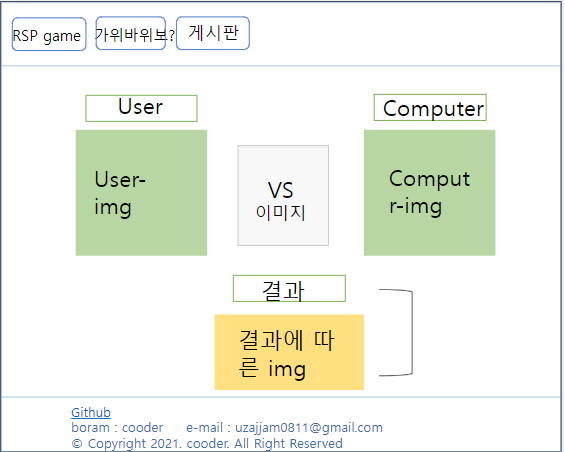 RSP game 가위바위보? 게시판
User Computer
User-
img
VS
이미지
Comput
r-img
결과
결과에 따
른 img
Github
boram : cooder e-mail : uzajjam0811@gmail.com
© Copyright 2021. cooder. All Right Reserved